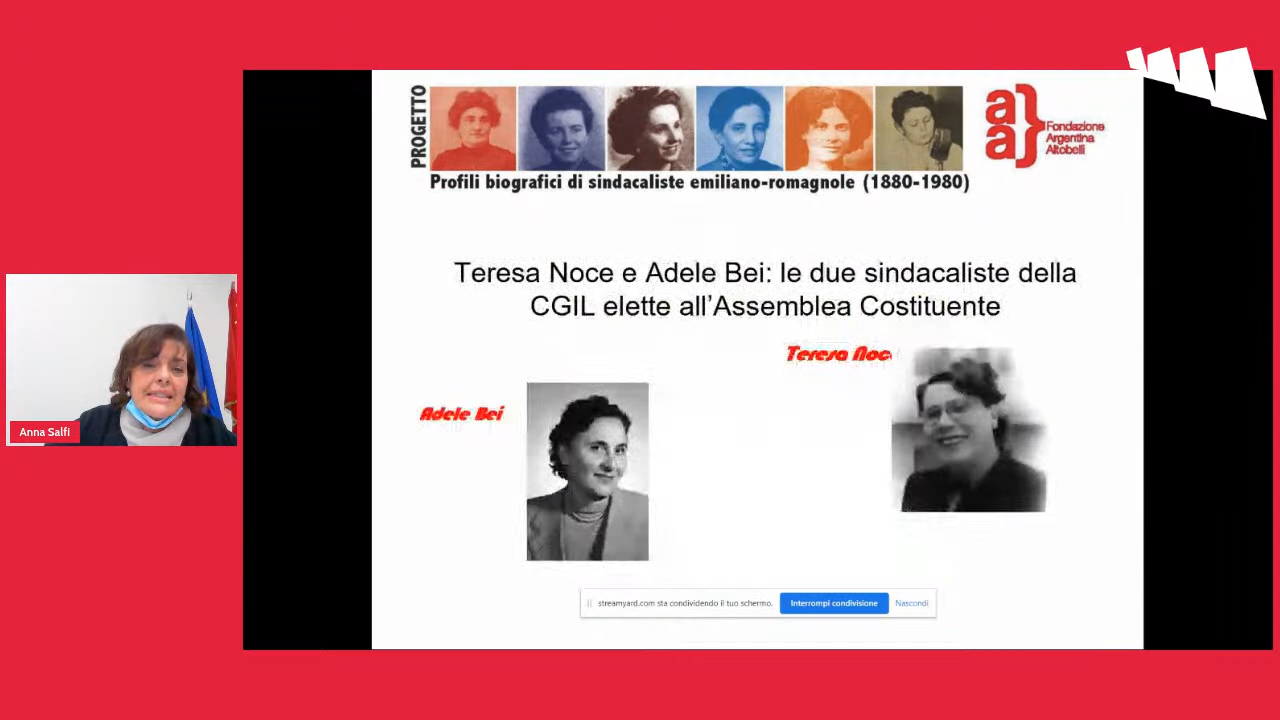 PROGETTO
Profili biografici di sindacaliste emiliano-romagnole (1880-1980)
aa}
Fondazione
Argentina
Altobelli
Teresa Noce e Adele Bei: le due sindacaliste della
CGIL elette all’Assemblea Costituente
Teresa Noce
Adele Bei
Anna Salfi
streamyard.com sta condividendo il tuo schermo.
Interrompi condivisione
Nascondi